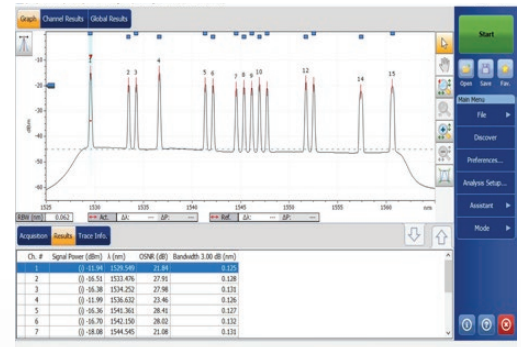 Graph Channel Results Global Results
Start
Open Save Fav.
Main Menu
File
Discover
Preferences...
Analysis Setup...
Assistant
Mode
dBm
-10
-20
-30
-40
-50
-60
1 2 3 4 5 6 7 8 9 10 12 14 15
1525 1530 1535 1540 1545 1550 1555 1560 nm
RBW (nm): 0.062 Act. Δλ: --- ΔP: --- Ref. Δλ: --- ΔP: ---
Acquisition Results Trace Info.
Ch. # Signal Power (dBm) λ (nm) OSNR (dB) Bandwidth 3.00 dB (nm)
1 (i) -11.94 1529.549 21.84 0.125
2 (i) -16.51 1533.476 27.91 0.128
3 (i) -16.38 1534.252 27.98 0.131
4 (i) -11.99 1536.632 23.46 0.126
5 (i) -16.36 1541.361 28.41 0.127
6 (i) -16.70 1542.150 28.02 0.132
7 (i) -18.08 1544.545 21.08 0.131